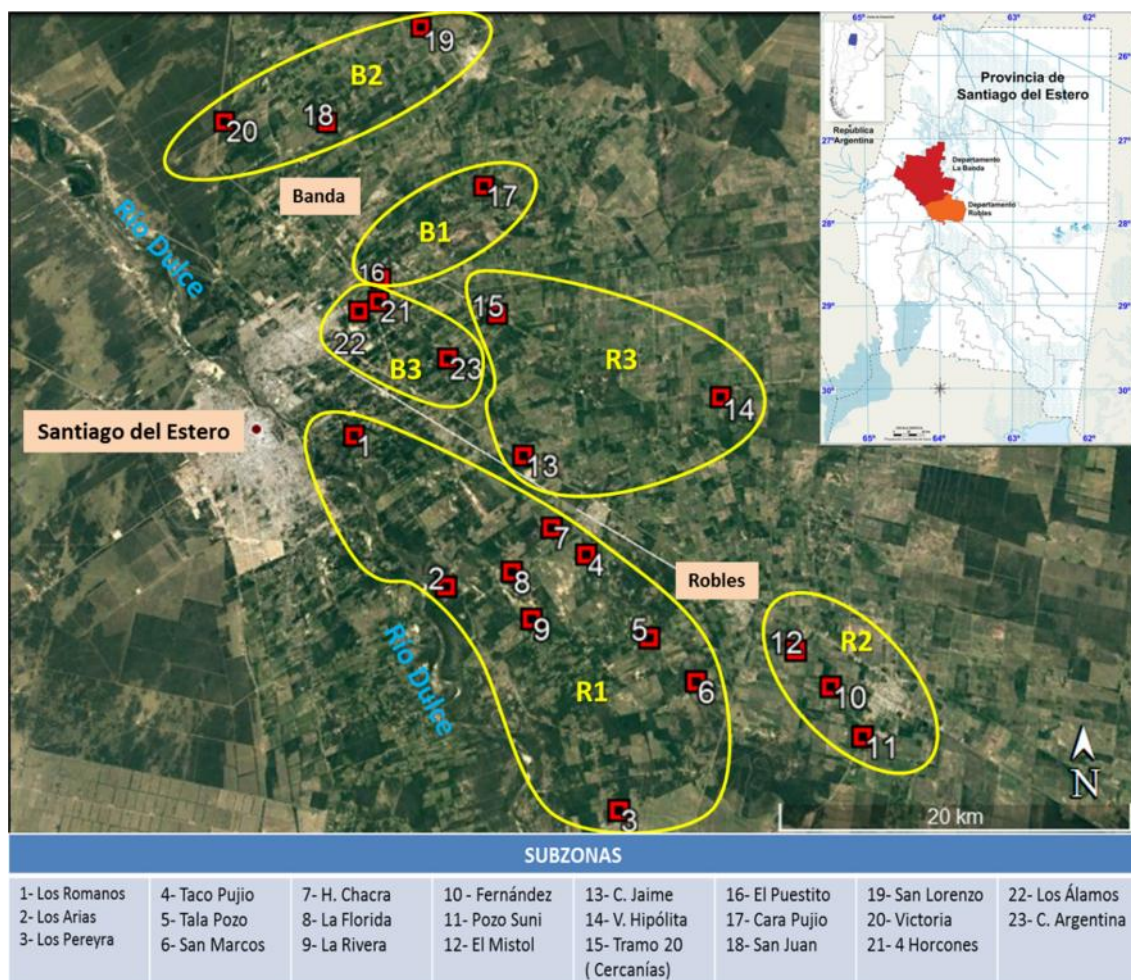 19
B2
20
18
Banda
17
Río Dulce
B1
16
21
22
15
R3
B3
23
14
Santiago del Estero
1
13
7
4
2
8
Robles
9
5
12
R2
Río Dulce
R1
6
10
11
3
N
20 km
65°
64°
63°
62°
26°
Provincia de
Santiago del Estero
República
Argentina
27°
Departamento
La Banda
Departamento
Robles
28°
29°
30°
65°
64°
63°
62°
SUBZONAS
1- Los Romanos
2- Los Arias
3- Los Pereyra
4- Taco Pujio
5- Tala Pozo
6- San Marcos
7- H. Chacra
8- La Florida
9- La Rivera
10 - Fernández
11- Pozo Suni
12- El Mistol
13- C. Jaime
14- V. Hipólita
15- Tramo 20
( Cercanías)
16- El Puestito
17- Cara Pujio
18- San Juan
19- San Lorenzo
20- Victoria
21- 4 Horcones
22- Los Álamos
23- C. Argentina